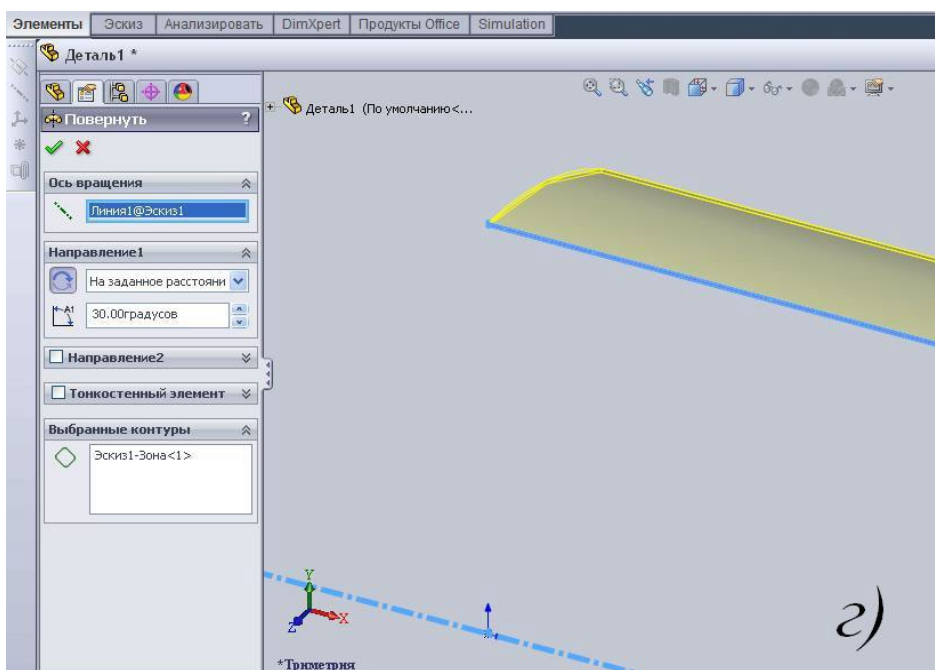 Элементы Эскиз Анализировать DimXpert Продукты Office Simulation
Деталь1 *
Повернуть ?
Деталь1 (По умолчанию<...
Ось вращения
Линия1@Эскиз1
Направление1
На заданное расстояни
A1
30.00градусов
Направление2
Тонкостенный элемент
Выбранные контуры
Эскиз1-Зона<1>
Y
X
Z
*Триметрия
г)